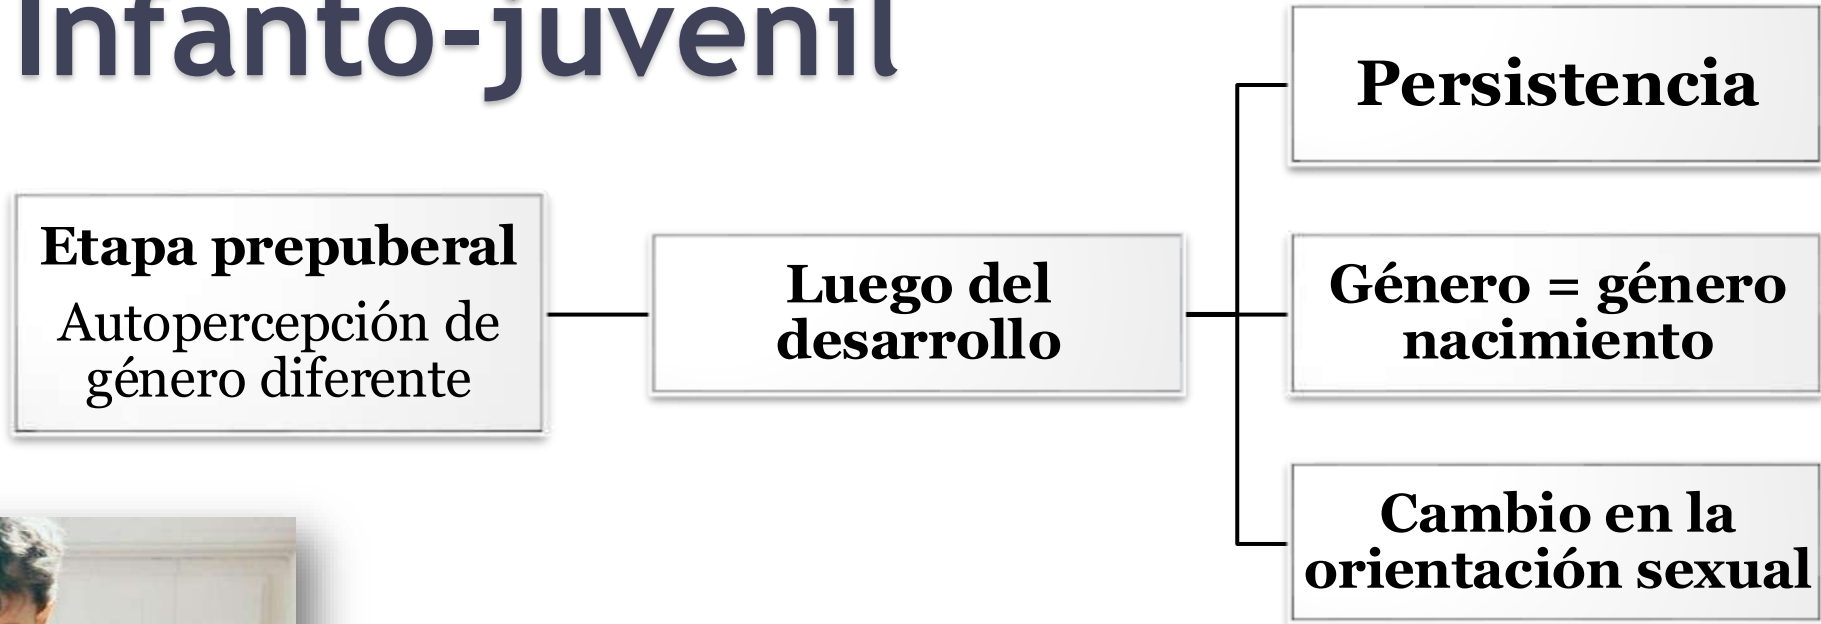 Infanto-juvenil
Etapa prepuberal
Autopercepción de
género diferente
Luego del
desarrollo
Persistencia
Género = género
nacimiento
Cambio en la
orientación sexual